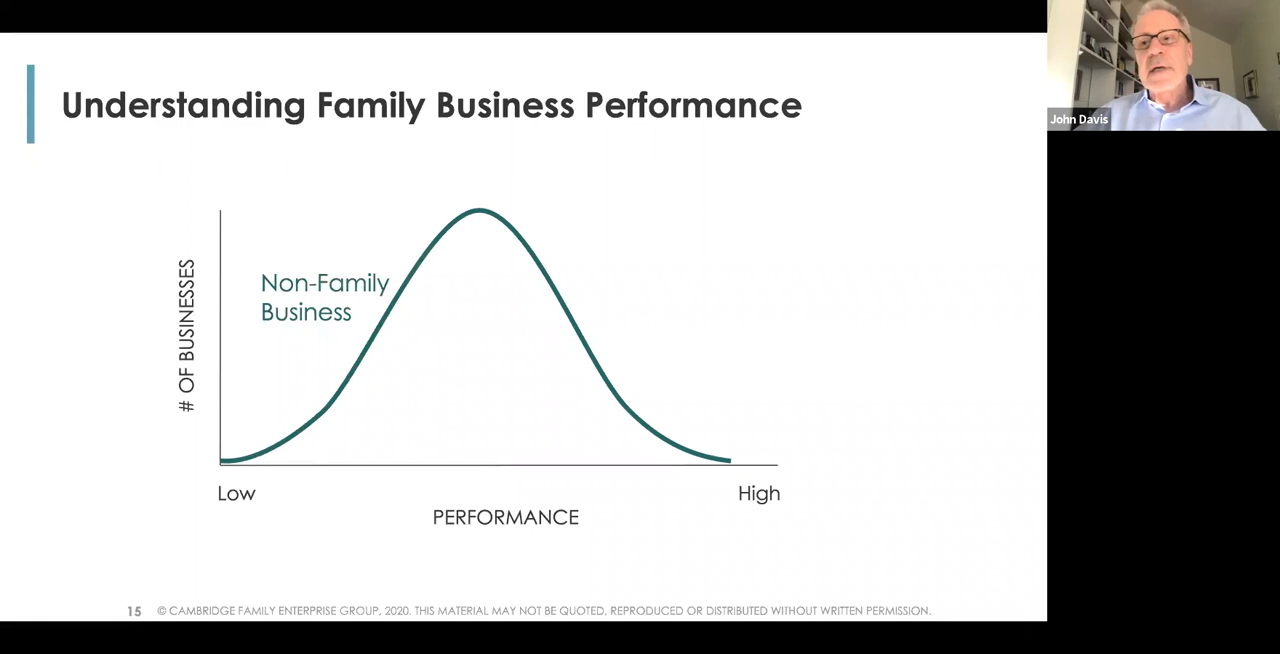 Understanding Family Business Performance
John Davis
# OF BUSINESSES
Non-Family
Business
Low
High
PERFORMANCE
15 © CAMBRIDGE FAMILY ENTERPRISE GROUP, 2020. THIS MATERIAL MAY NOT BE QUOTED, REPRODUCED OR DISTRIBUTED WITHOUT WRITTEN PERMISSION.